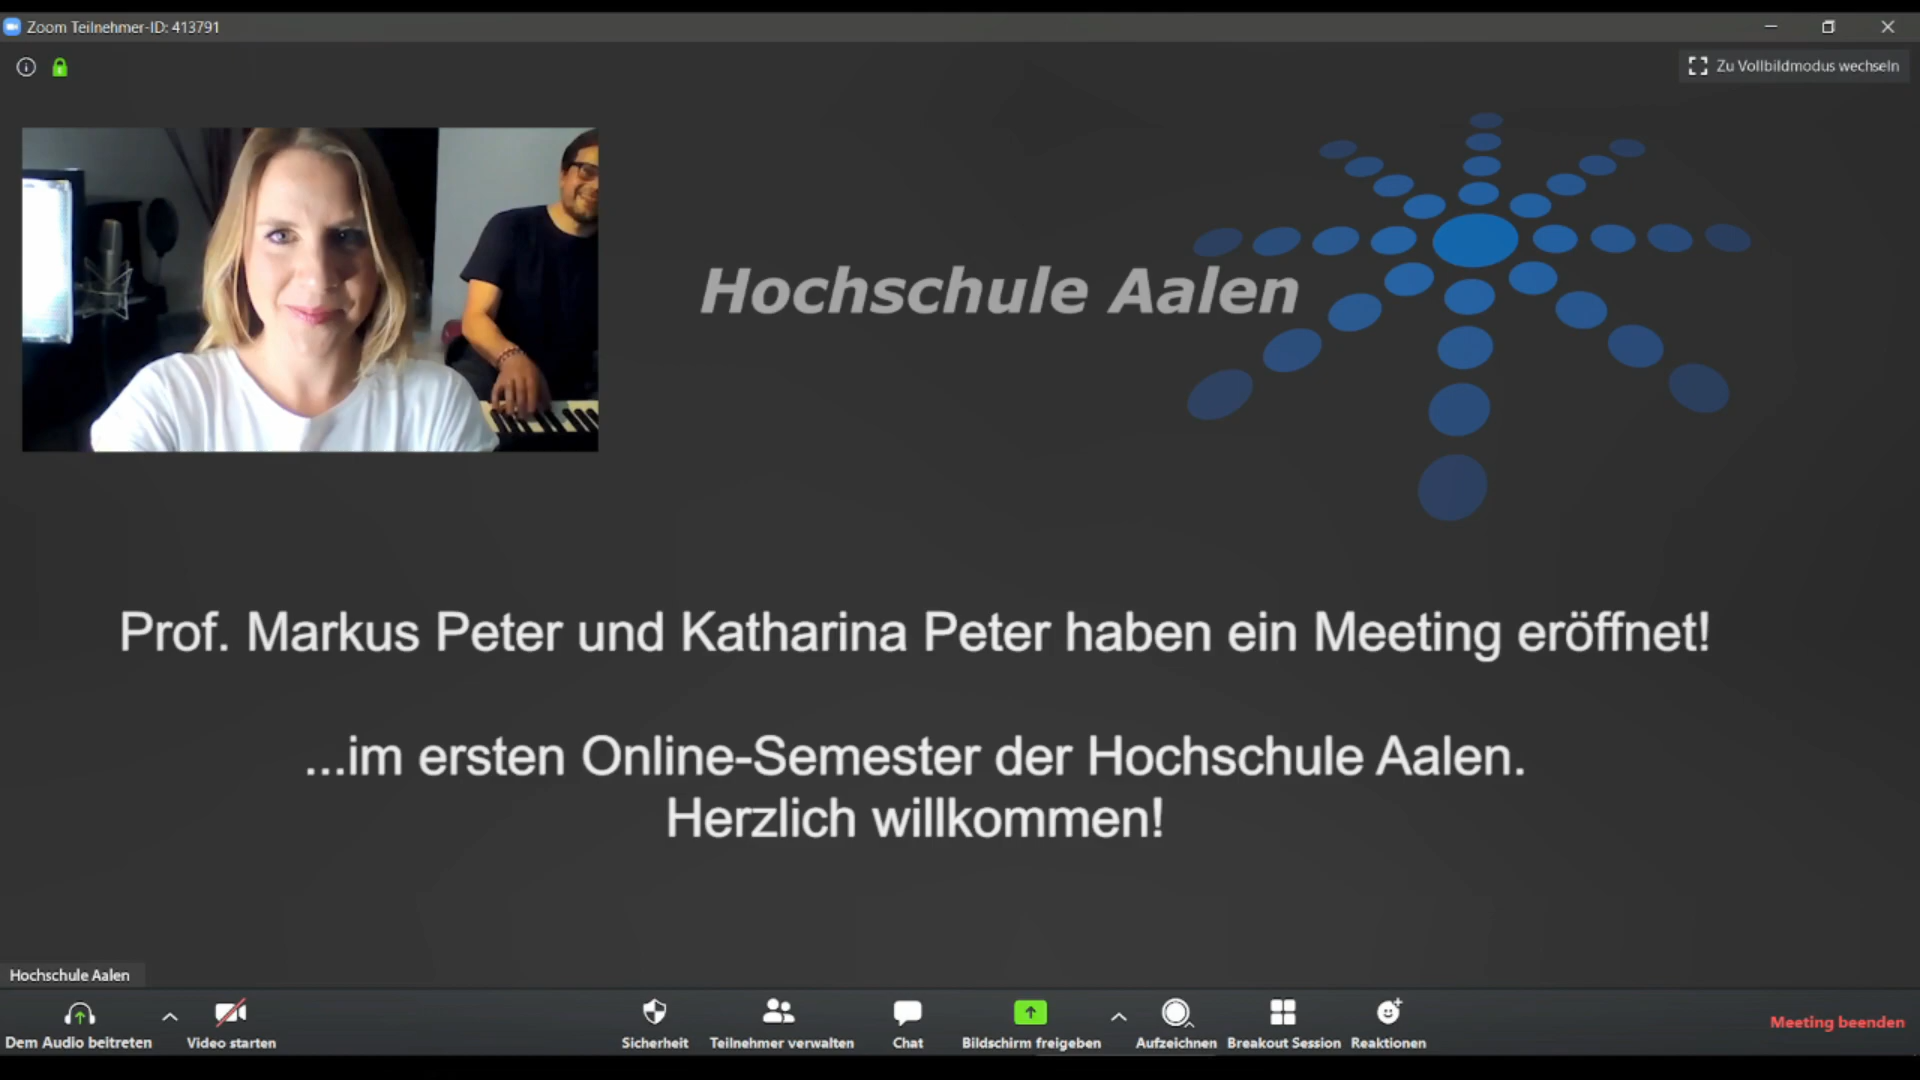 Zoom Teilnehmer-ID: 413791
Zu Vollbildmodus wechseln
Hochschule Aalen
Prof. Markus Peter und Katharina Peter haben ein Meeting eröffnet!
...im ersten Online-Semester der Hochschule Aalen.
Herzlich willkommen!
Hochschule Aalen
Dem Audio beitreten
Video starten
Sicherheit
Teilnehmer verwalten
Chat
Bildschirm freigeben
Aufzeichnen
Breakout Session
Reaktionen
Meeting beenden